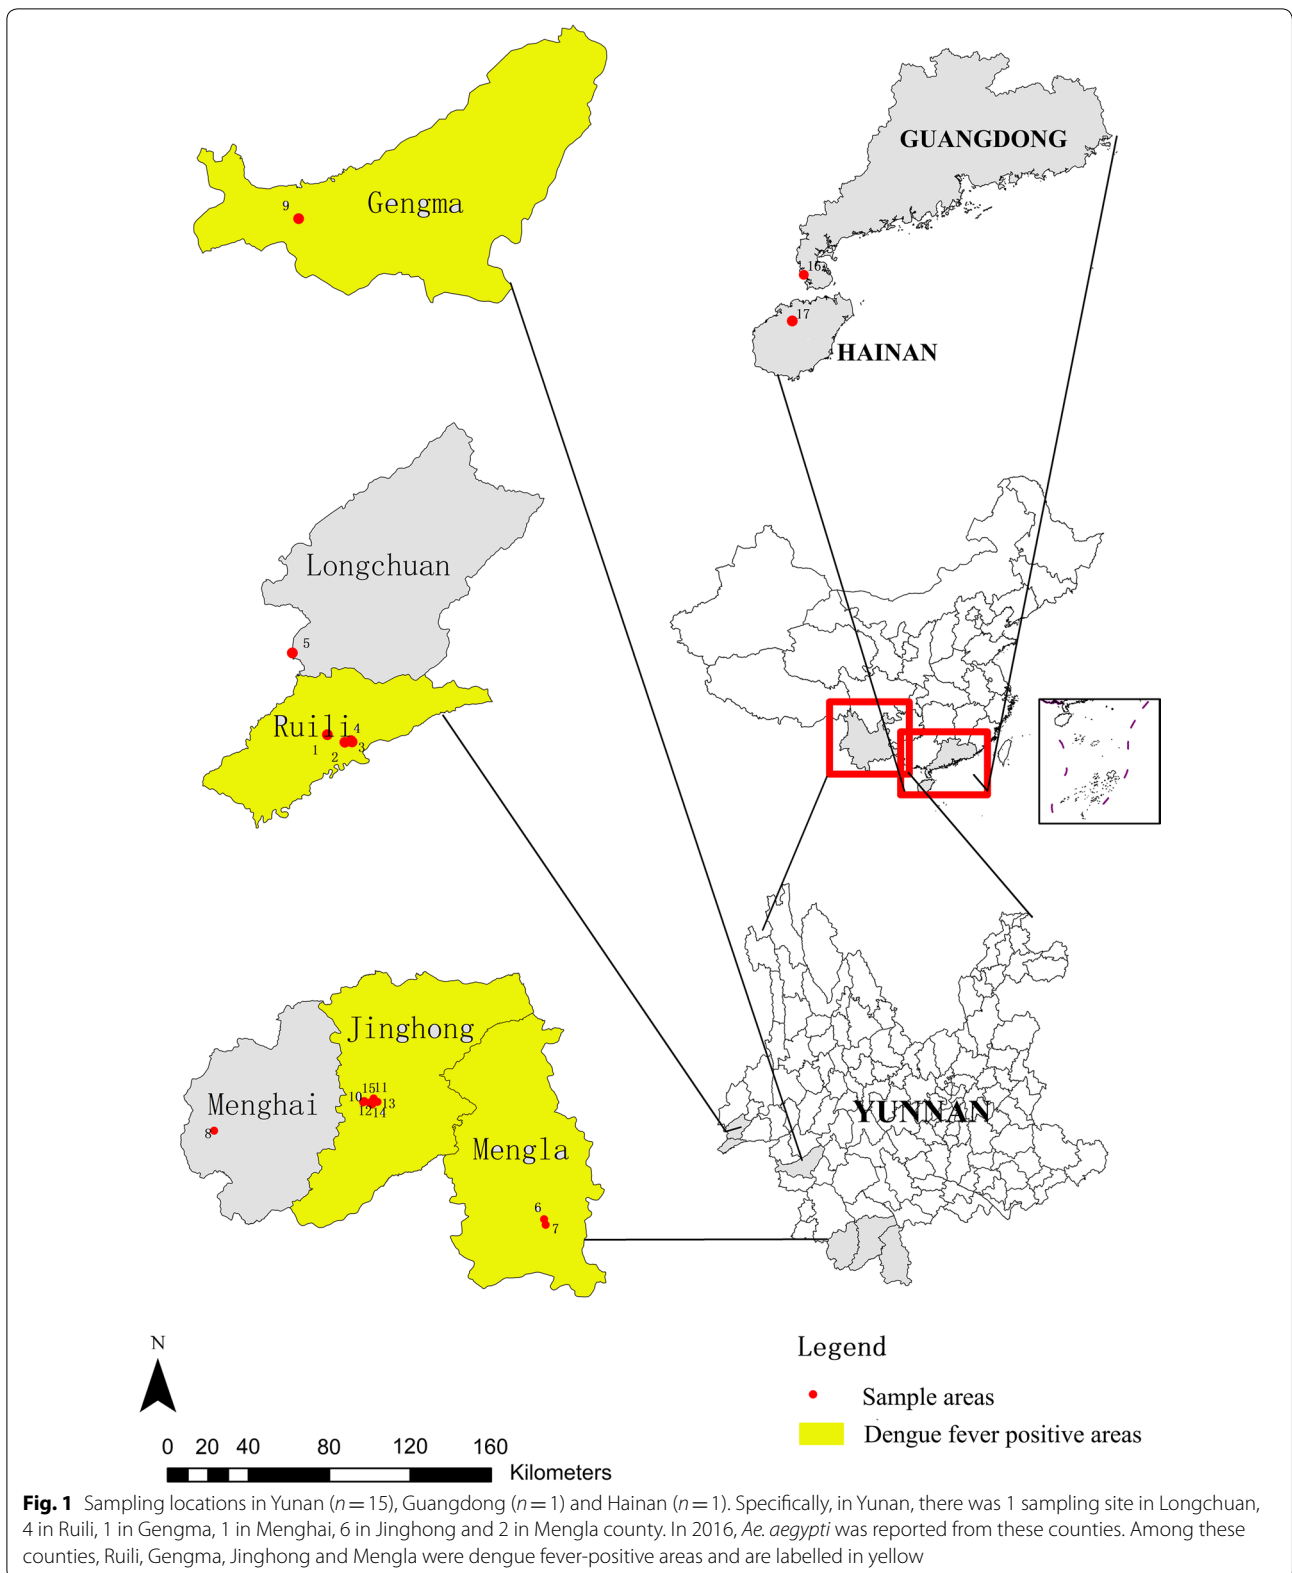 GUANGDONG
Gengma
9
16
17
HAINAN
Longchuan
5
Ruili
4
1
3
2
Jinghong
15 11
10
13
12 14
Menghai
8
YUNNAN
Mengla
6
7
N
Legend
Sample areas
Dengue fever positive areas
0 20 40 80 120 160
Kilometers
Fig. 1 Sampling locations in Yunan (n = 15), Guangdong (n = 1) and Hainan (n = 1). Specifically, in Yunan, there was 1 sampling site in Longchuan,
4 in Ruili, 1 in Gengma, 1 in Menghai, 6 in Jinghong and 2 in Mengla county. In 2016, Ae. aegypti was reported from these counties. Among these
counties, Ruili, Gengma, Jinghong and Mengla were dengue fever-positive areas and are labelled in yellow